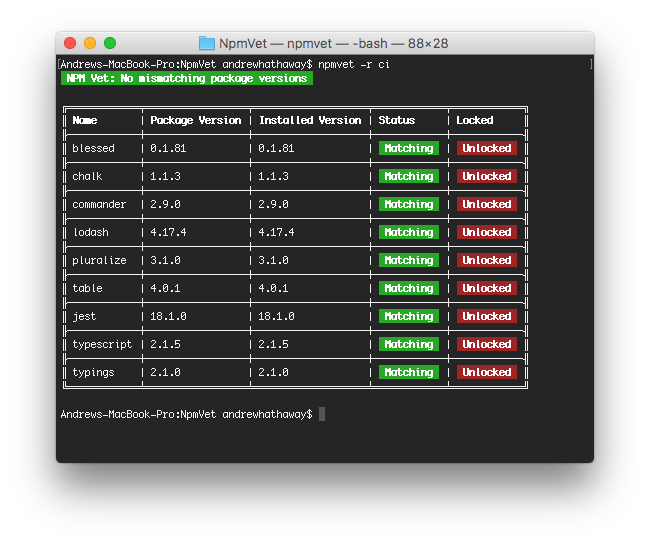 NpmVet — npmvet — -bash — 88×28
[Andrews-MacBook-Pro:NpmVet andrewhathaway$ npmvet -r ci ]
NPM Vet: No mismatching package versions
Name | Package Version | Installed Version | Status | Locked
blessed | 0.1.81 | 0.1.81 | Matching | Unlocked
chalk | 1.1.3 | 1.1.3 | Matching | Unlocked
commander | 2.9.0 | 2.9.0 | Matching | Unlocked
lodash | 4.17.4 | 4.17.4 | Matching | Unlocked
pluralize | 3.1.0 | 3.1.0 | Matching | Unlocked
table | 4.0.1 | 4.0.1 | Matching | Unlocked
jest | 18.1.0 | 18.1.0 | Matching | Unlocked
typescript | 2.1.5 | 2.1.5 | Matching | Unlocked
typings | 2.1.0 | 2.1.0 | Matching | Unlocked
Andrews-MacBook-Pro:NpmVet andrewhathaway$